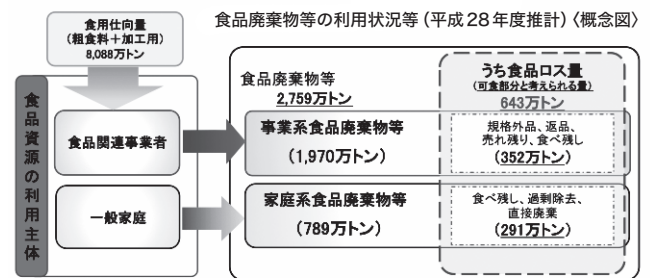 食品廃棄物等の利用状況等(平成28年度推計)〈概念図〉
食用仕向量
(粗食料+加工用)
8,088万トン
食品資源の利用主体
食品関連事業者
一般家庭
食品廃棄物等
2,759万トン
うち食品ロス量
(可食部分と考えられる量)
643万トン
事業系食品廃棄物等
(1,970万トン)
規格外品、返品、
売れ残り、食べ残し
(352万トン)
家庭系食品廃棄物等
(789万トン)
食べ残し、過剰除去、
直接廃棄
(291万トン)